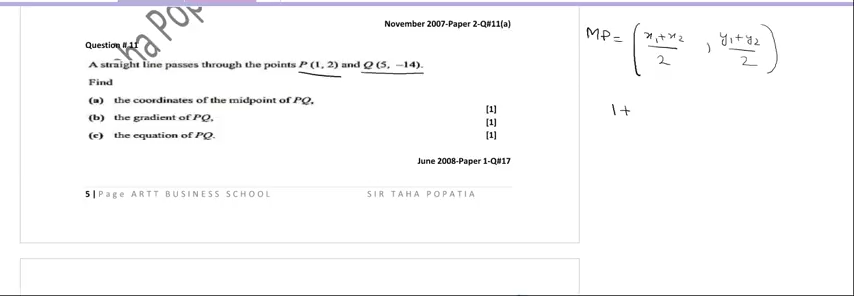 November 2007-Paper 2-Q#11(a)
Question # 11
A straight line passes through the points P (1, 2) and Q (5, −14).
Find
(a) the coordinates of the midpoint of PQ, [1]
(b) the gradient of PQ, [1]
(c) the equation of PQ. [1]
June 2008-Paper 1-Q#17
5 | Page ARTT BUSINESS SCHOOL SIR TAHA POPATIA
MP = ( x₁+x₂ / 2 , y₁+y₂ / 2 )
1+
ha Pop